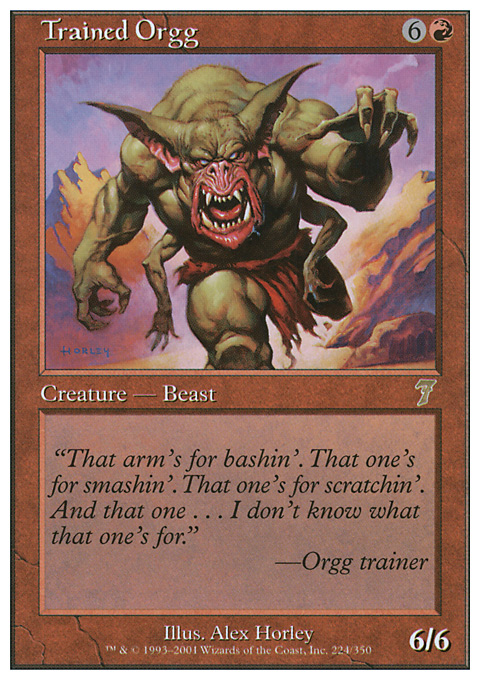 Trained Orgg 6
HORLEY
Creature — Beast 7
“That arm’s for bashin’. That one’s
for smashin’. That one’s for scratchin’.
And that one . . . I don’t know what
that one’s for.”
—Orgg trainer
Illus. Alex Horley
™ & © 1993–2001 Wizards of the Coast, Inc. 224/350
6/6